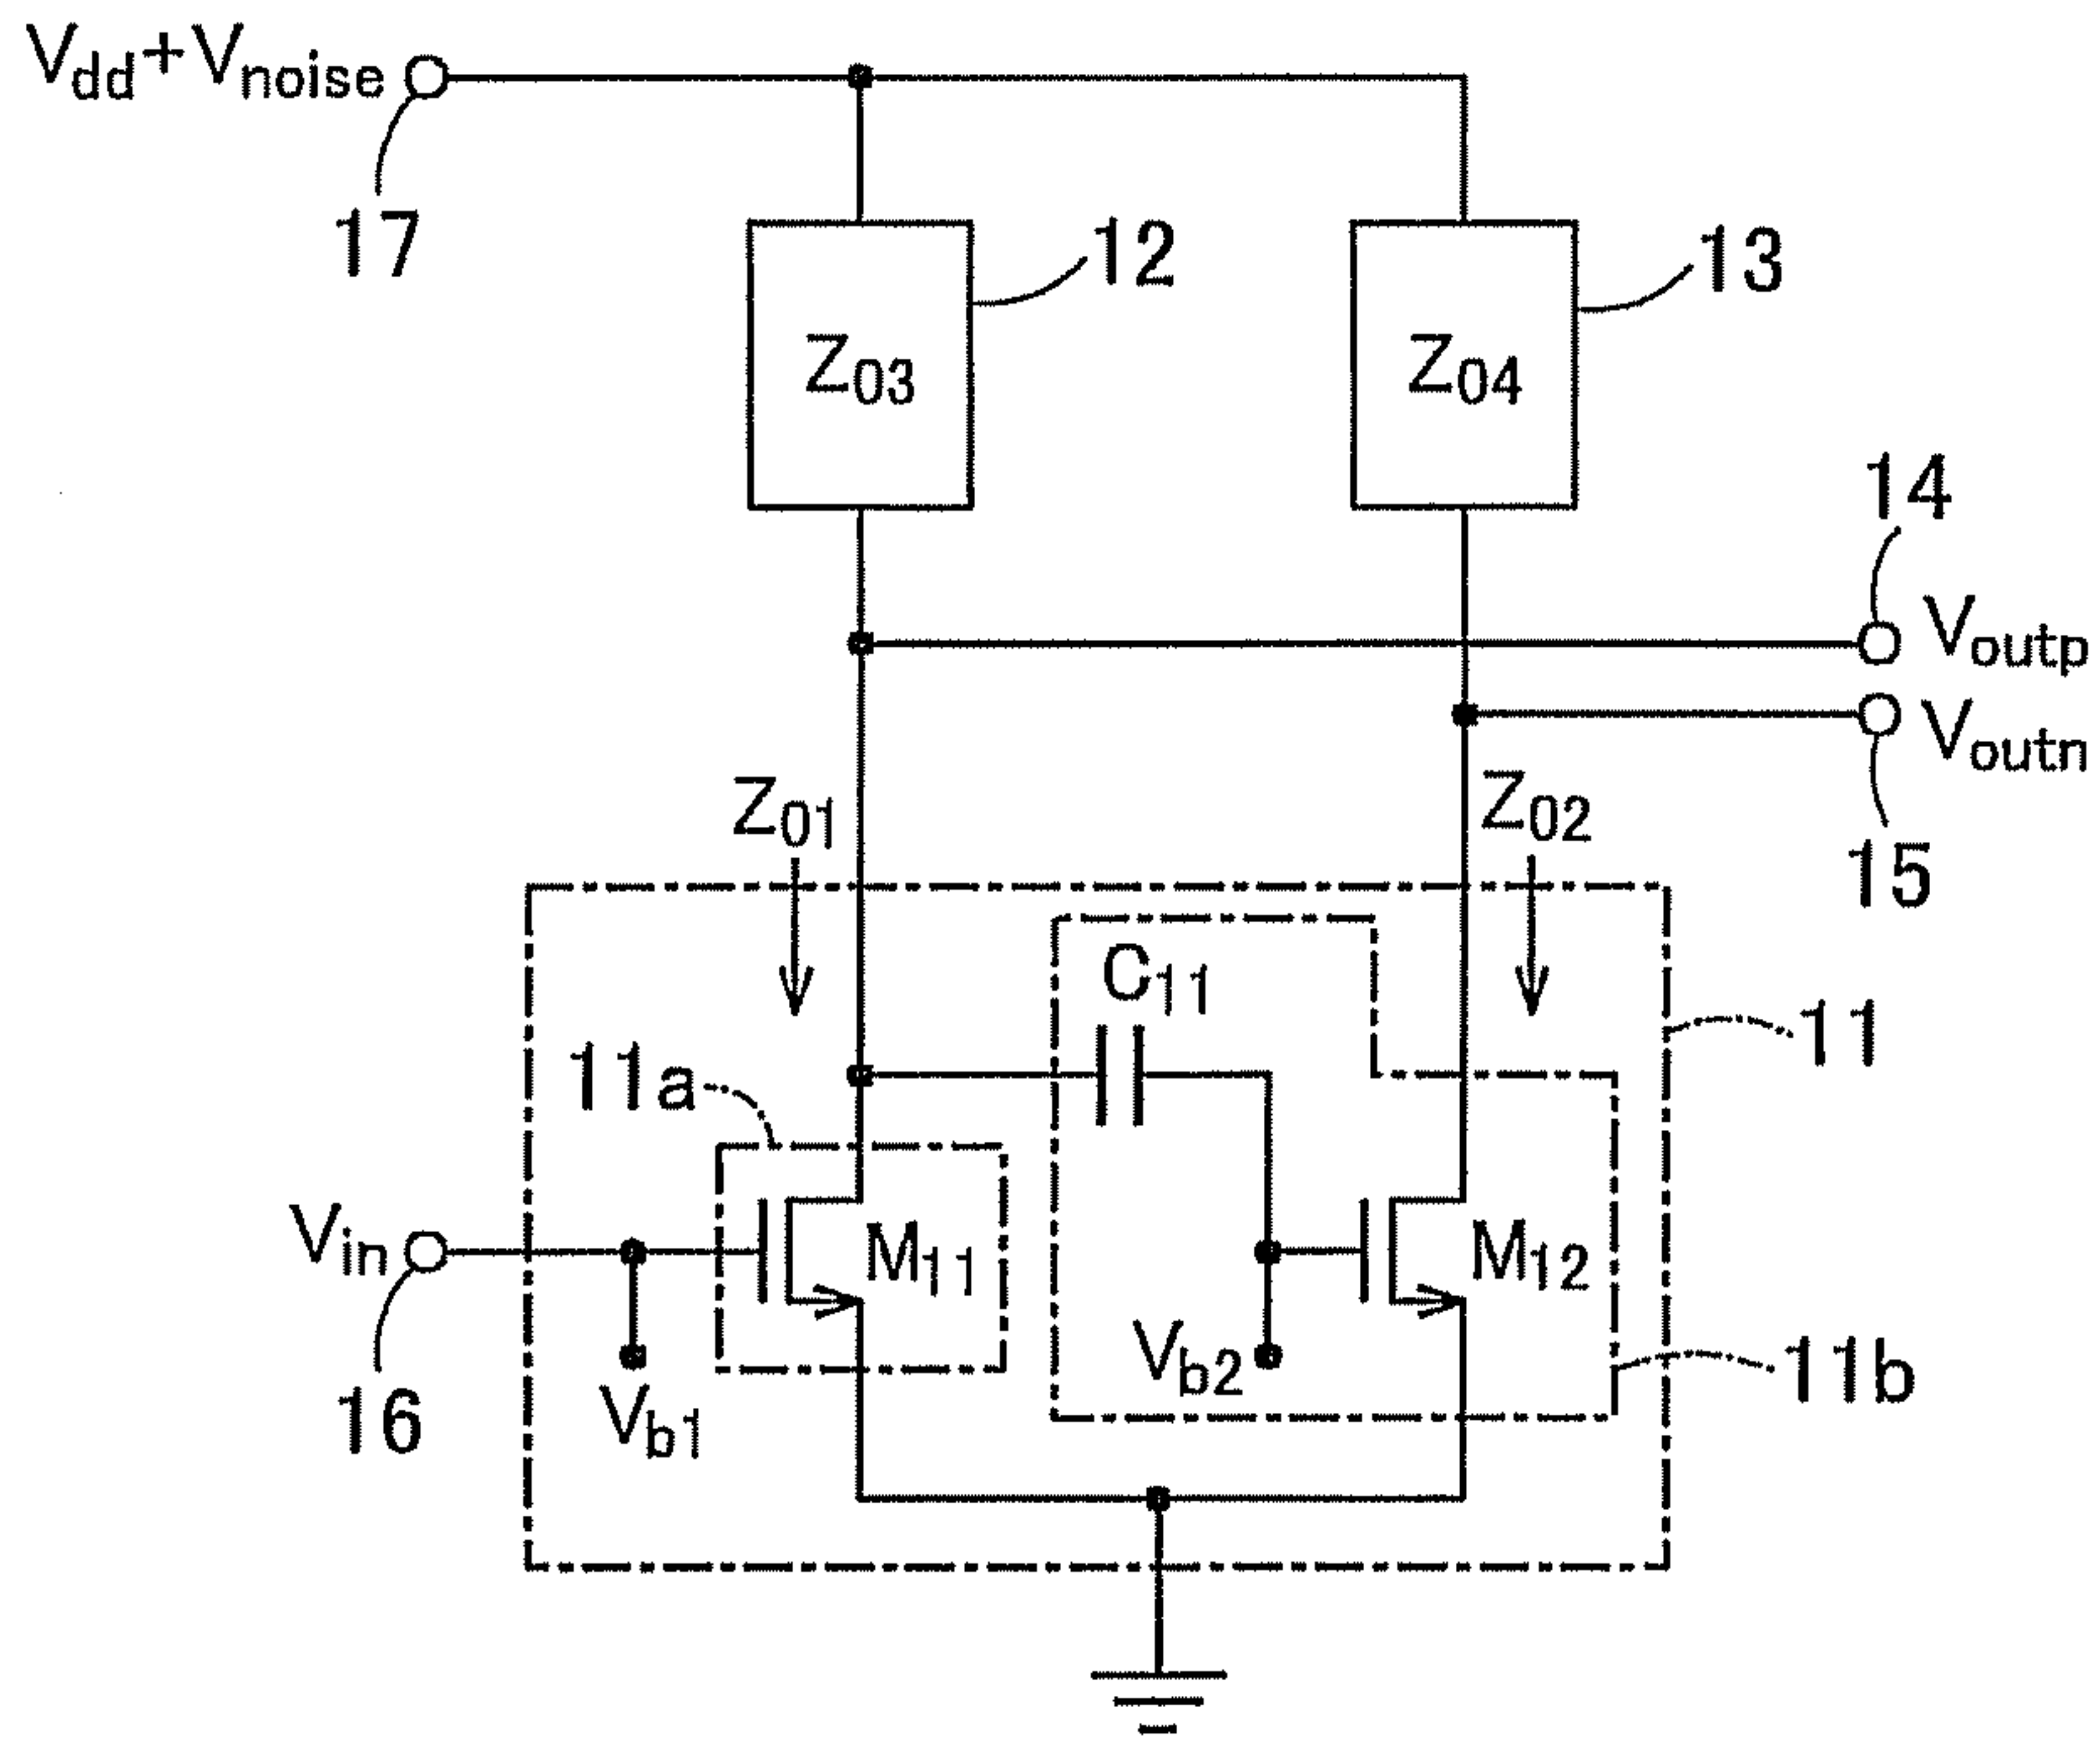 Vdd+Vnoise
17
12
13
Z03
Z04
14
Voutp
Voutn
15
Z01
Z02
C11
11
11a
Vin
M11
M12
16
Vb1
Vb2
11b